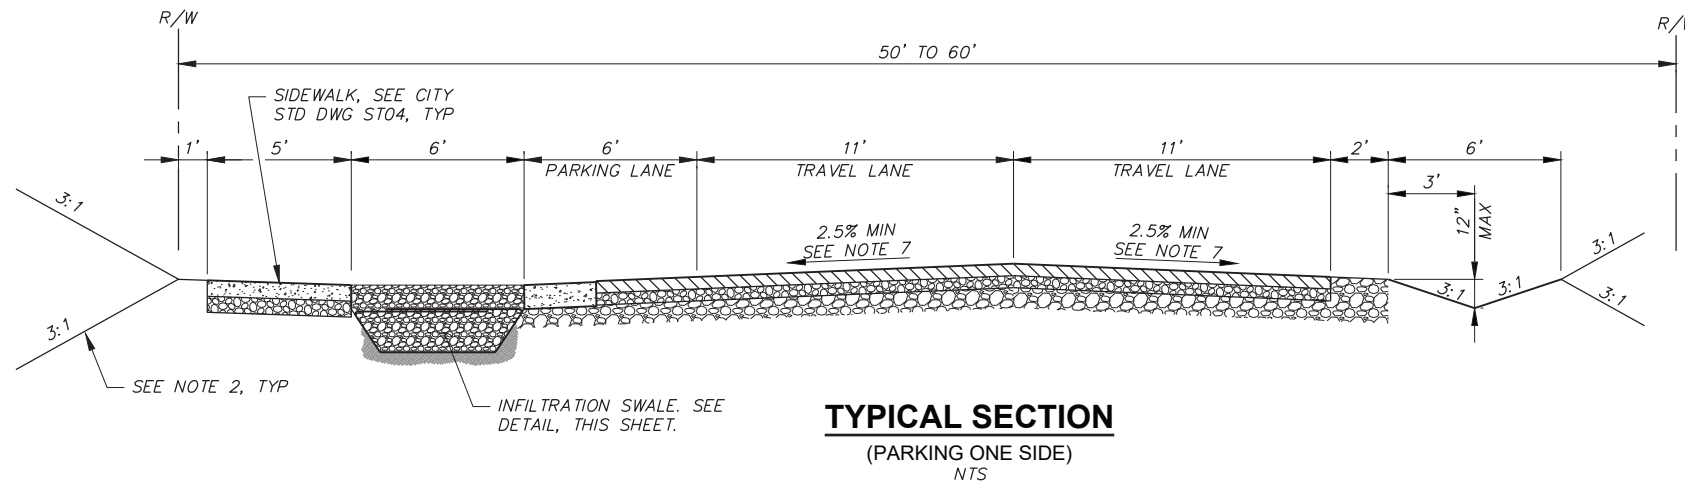 R/W
R/W
50' TO 60'
SIDEWALK, SEE CITY
STD DWG ST04, TYP
1'
5'
6'
6'
11'
11'
2'
6'
PARKING LANE
TRAVEL LANE
TRAVEL LANE
3'
12"
MAX
3:1
2.5% MIN
SEE NOTE 7
2.5% MIN
SEE NOTE 7
3:1
3:1
3:1
3:1
3:1
SEE NOTE 2, TYP
INFILTRATION SWALE. SEE
DETAIL, THIS SHEET.
TYPICAL SECTION
(PARKING ONE SIDE)
NTS